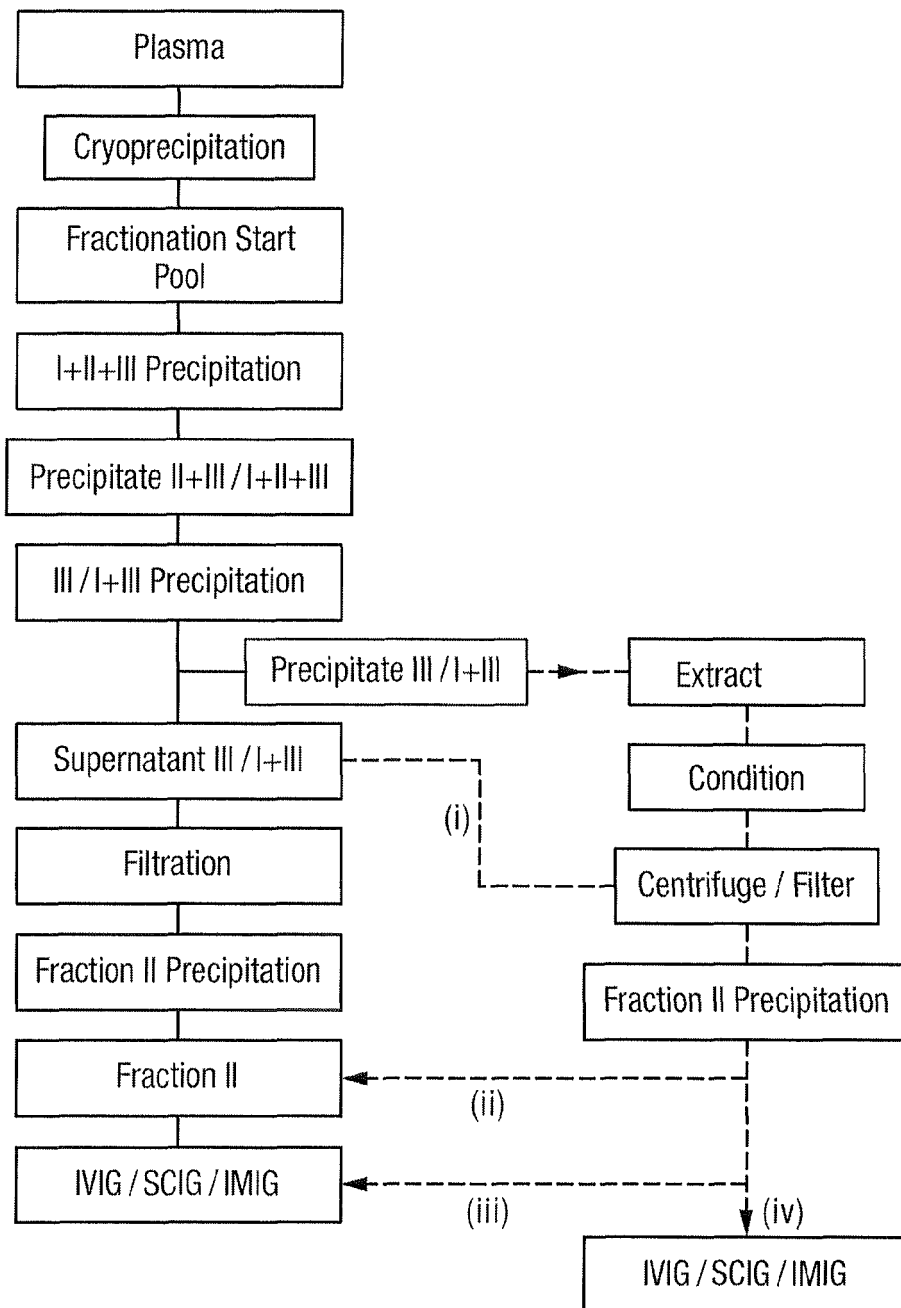 Plasma
Cryoprecipitation
Fractionation Start
Pool
I+II+III Precipitation
Precipitate II+III / I+II+III
III / I+III Precipitation
Precipitate III / I+III
Extract
Supernatant III / I+III
(i)
Condition
Filtration
Centrifuge / Filter
Fraction II Precipitation
Fraction II Precipitation
Fraction II
(ii)
IVIG / SCIG / IMIG
(iii)
(iv)
IVIG / SCIG / IMIG